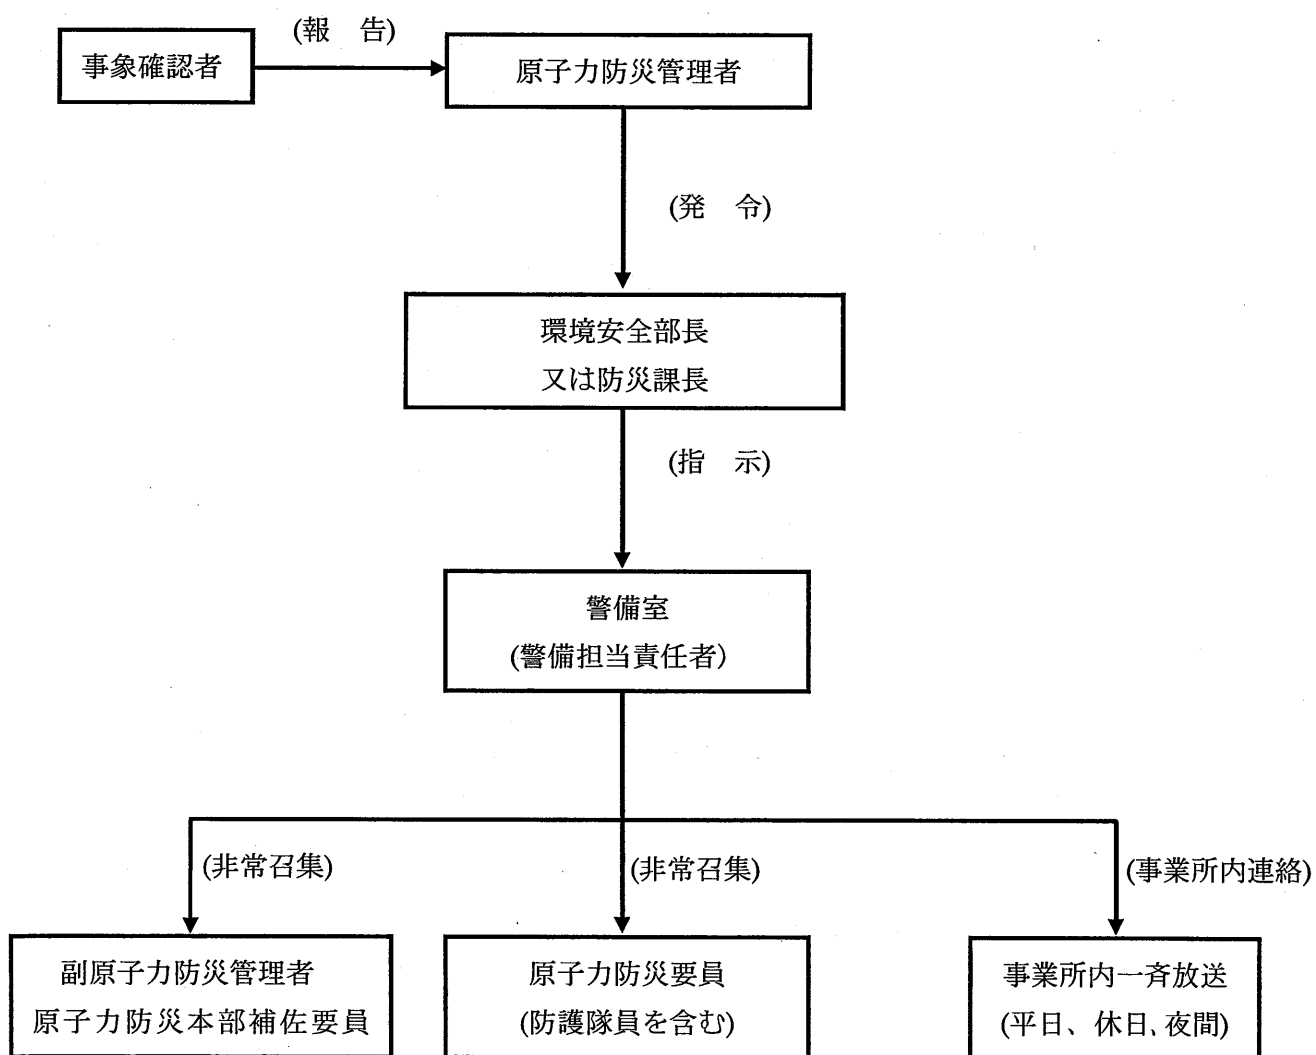 (報　告)
事象確認者
原子力防災管理者
(発　令)
環境安全部長
又は防災課長
(指　示)
警備室
(警備担当責任者)
(非常召集)
(非常召集)
(事業所内連絡)
副原子力防災管理者
原子力防災本部補佐要員
原子力防災要員
(防護隊員を含む)
事業所内一斉放送
(平日、休日、夜間)